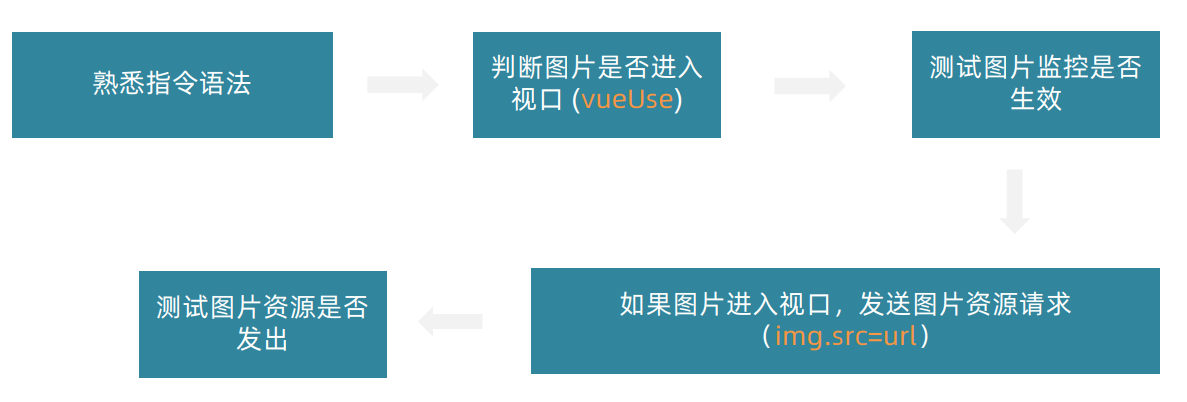 熟悉指令语法
判断图片是否进入
视口 (vueUse)
测试图片监控是否
生效
如果图片进入视口，发送图片资源请求
（img.src=url）
测试图片资源是否
发出